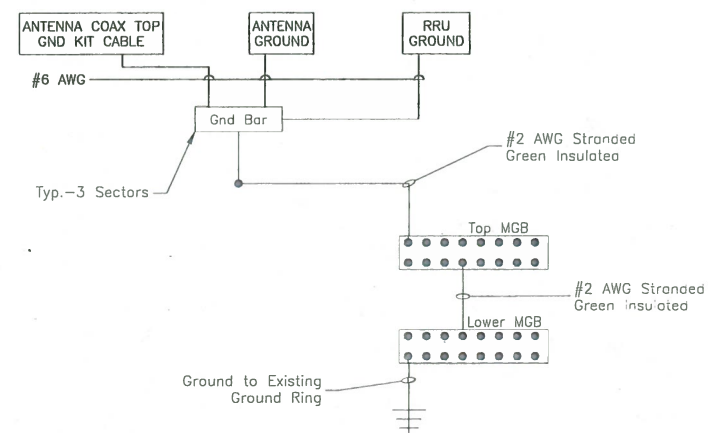 ANTENNA COAX TOP
GND KIT CABLE
ANTENNA
GROUND
RRU
GROUND
#6 AWG
Gnd Bar
#2 AWG Stranded
Green Insulated
Typ.-3 Sectors
Top MGB
#2 AWG Stranded
Green Insulated
Lower MGB
Ground to Existing
Ground Ring